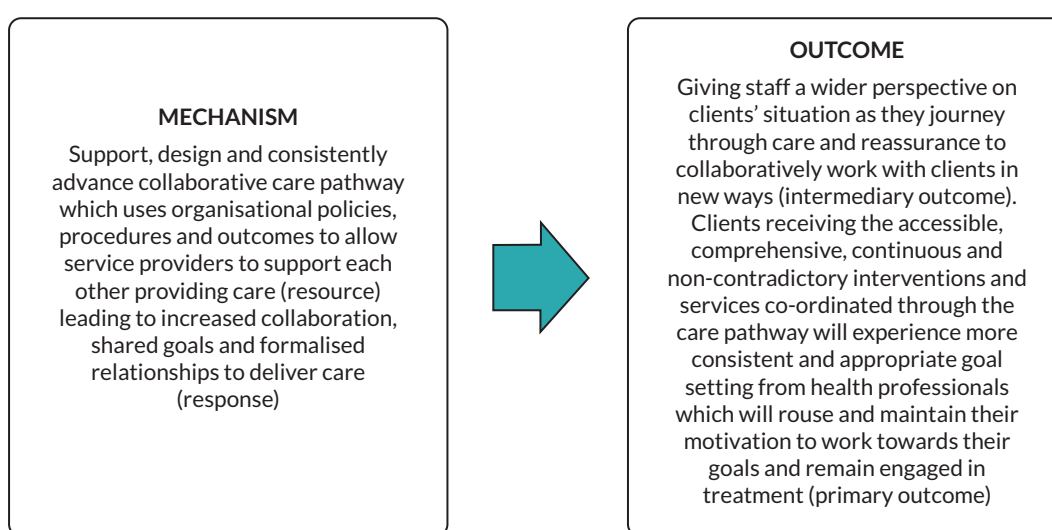 MECHANISM
Support, design and consistently
advance collaborative care pathway
which uses organisational policies,
procedures and outcomes to allow
service providers to support each
other providing care (resource)
leading to increased collaboration,
shared goals and formalised
relationships to deliver care
(response)
OUTCOME
Giving staff a wider perspective on
clients’ situation as they journey
through care and reassurance to
collaboratively work with clients in
new ways (intermediary outcome).
Clients receiving the accessible,
comprehensive, continuous and
non-contradictory interventions and
services co-ordinated through the
care pathway will experience more
consistent and appropriate goal
setting from health professionals
which will rouse and maintain their
motivation to work towards their
goals and remain engaged in
treatment (primary outcome)